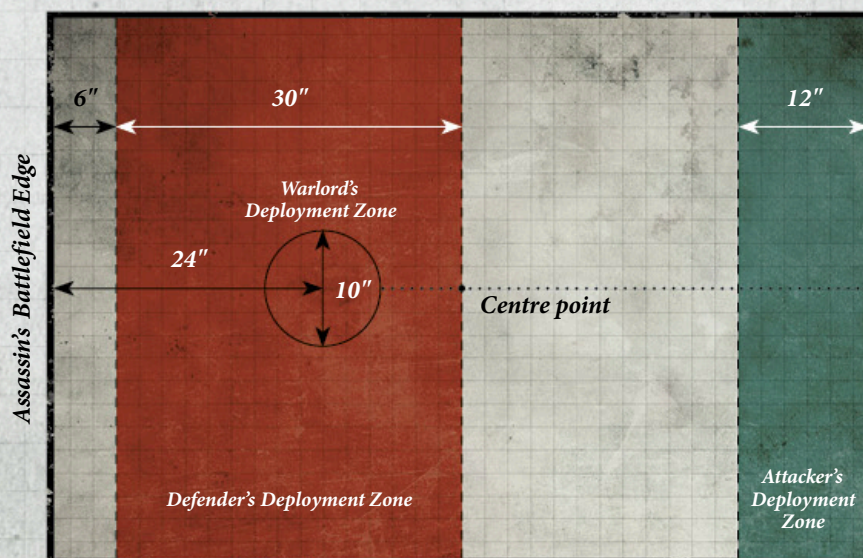 6"
30"
12"
Assassin's Battlefield Edge
Warlord's
Deployment Zone
24"
10"
Centre point
Defender's Deployment Zone
Attacker's
Deployment
Zone